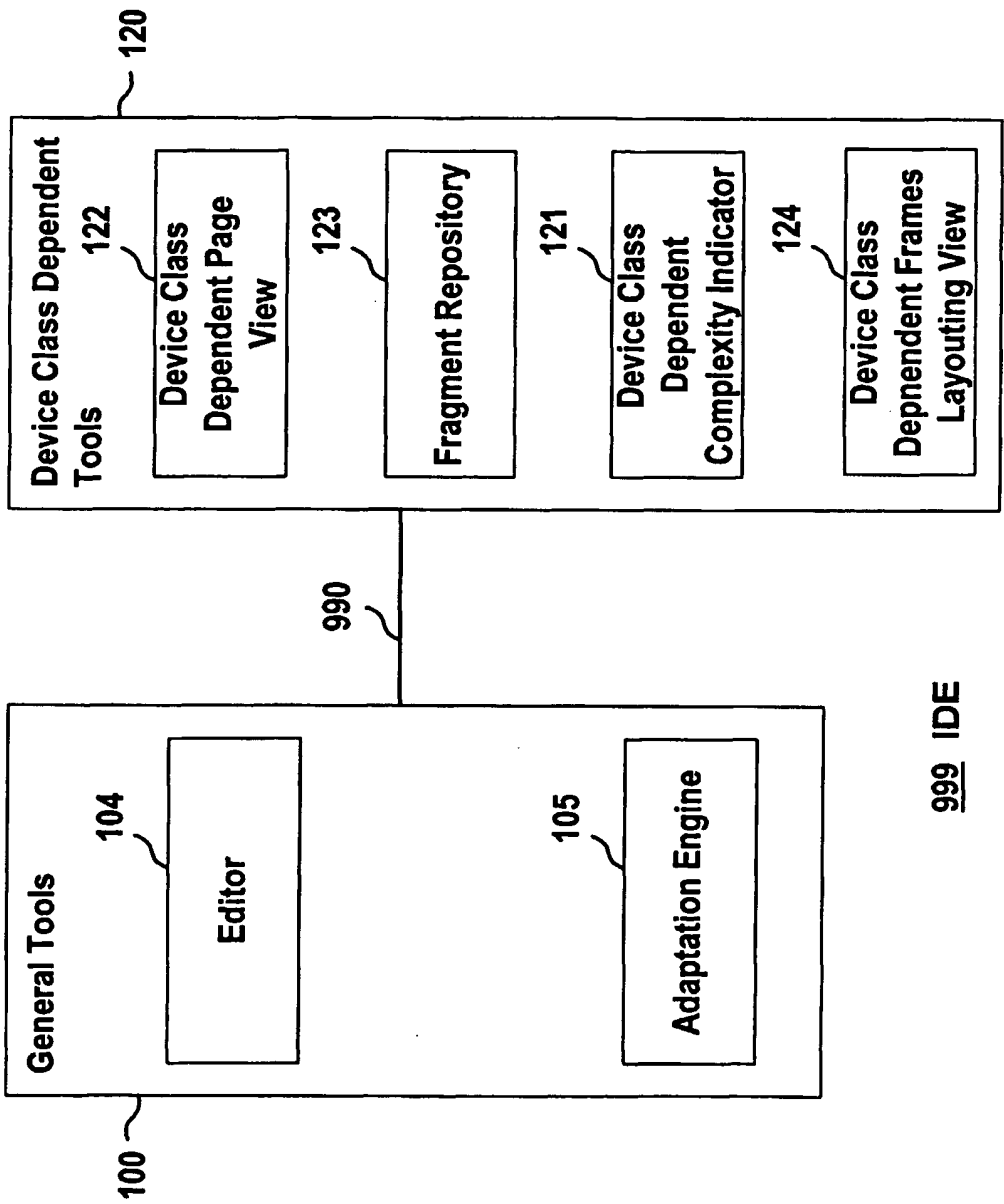 100
General Tools
104
Editor
105
Adaptation Engine
990
120
Device Class Dependent
Tools
122
Device Class
Dependent Page
View
123
Fragment Repository
121
Device Class
Dependent
Complexity Indicator
124
Device Class
Depnendent Frames
Layouting View
999 IDE